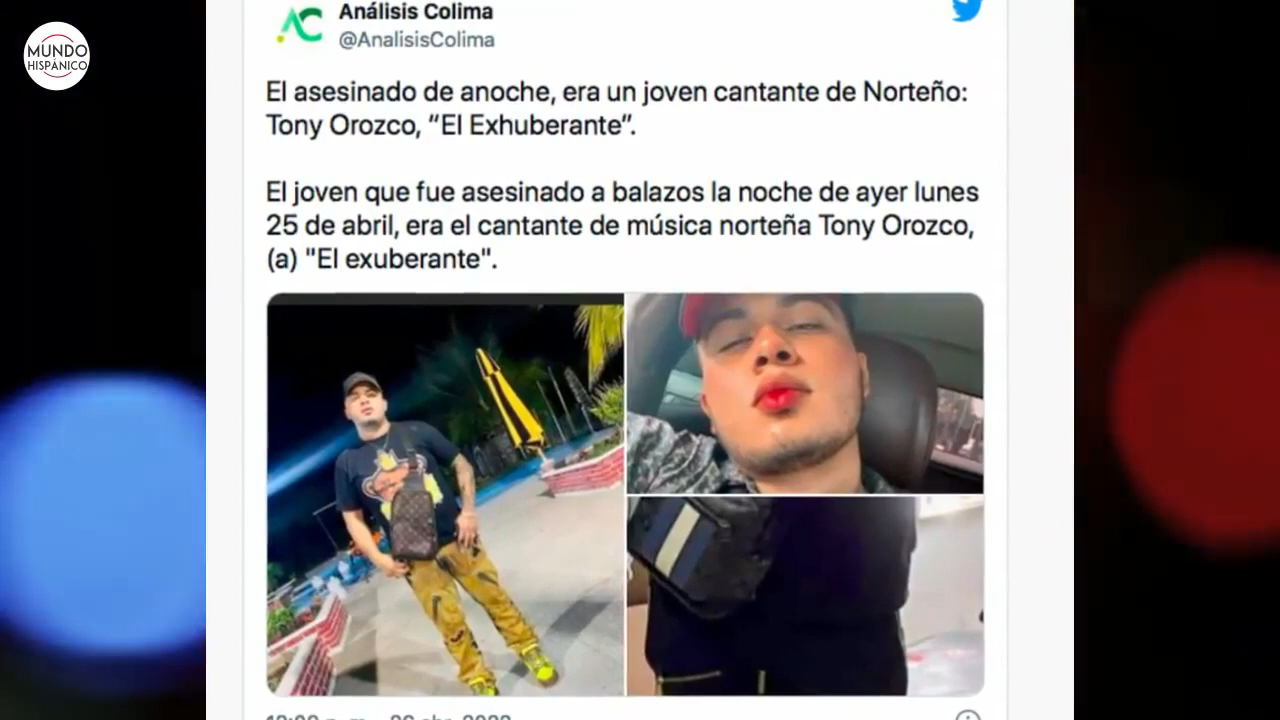 MUNDO
HISPÁNICO
Análisis Colima
@AnalisisColima
El asesinado de anoche, era un joven cantante de Norteño:
Tony Orozco, “El Exhuberante”.
El joven que fue asesinado a balazos la noche de ayer lunes
25 de abril, era el cantante de música norteña Tony Orozco,
(a) "El exuberante".